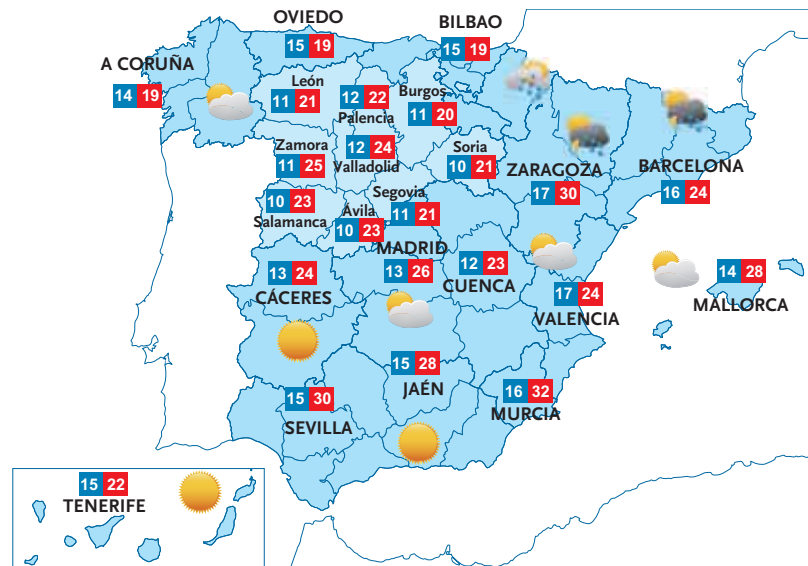 OVIEDO
15 19
BILBAO
15 19
A CORUÑA
14 19
León
11 21
12 22
Palencia
Burgos
11 20
Zamora
11 25
12 24
Valladolid
Soria
10 21
ZARAGOZA
17 30
BARCELONA
16 24
10 23
Salamanca
Ávila
10 23
Segovia
11 21
MADRID
13 26
12 23
CUENCA
13 24
CÁCERES
17 24
VALENCIA
14 28
MALLORCA
15 28
JAÉN
15 30
SEVILLA
16 32
MURCIA
15 22
TENERIFE